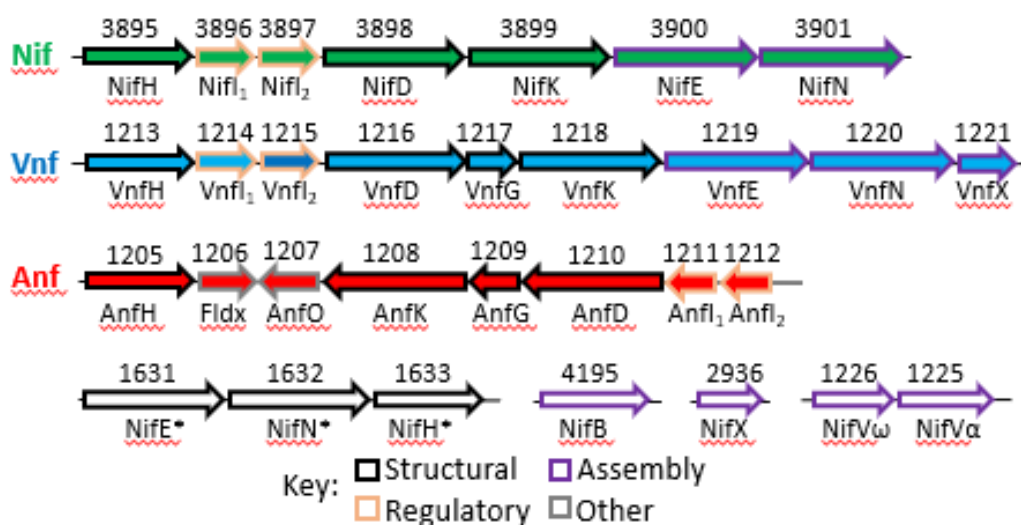 3895 3896 3897 3898 3899 3900 3901
Nif
NifH NifI₁ NifI₂ NifD NifK NifE NifN
1213 1214 1215 1216 1217 1218 1219 1220 1221
Vnf
VnfH VnfI₁ VnfI₂ VnfD VnfG VnfK VnfE VnfN VnfX
1205 1206 1207 1208 1209 1210 1211 1212
Anf
AnfH Fldx AnfO AnfK AnfG AnfD AnfI₁ AnfI₂
1631 1632 1633 4195 2936 1226 1225
NifE* NifN* NifH* NifB NifX NifVω NifVα
Key: Structural Assembly
Regulatory Other